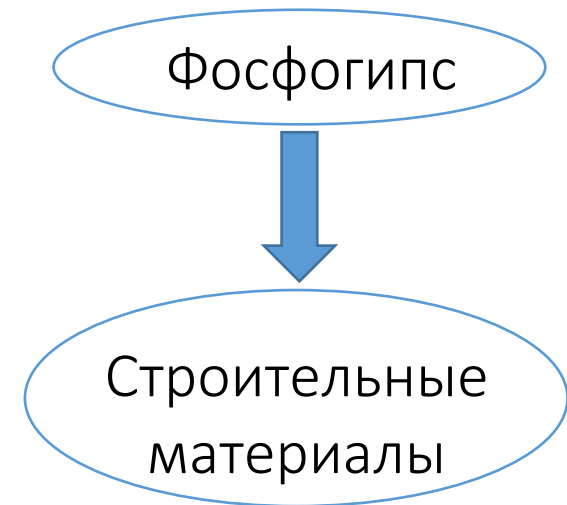 Фосфогипс
Строительные
материалы